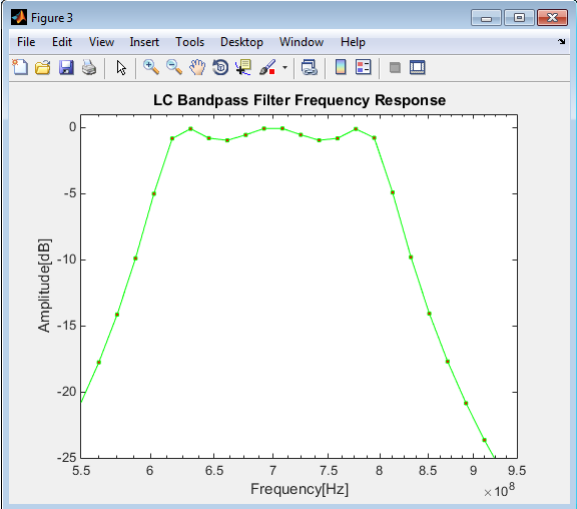 Figure 3
File Edit View Insert Tools Desktop Window Help
LC Bandpass Filter Frequency Response
0
-5
-10
-15
-20
-25
Amplitude[dB]
5.5 6 6.5 7 7.5 8 8.5 9 9.5
Frequency[Hz]
×10⁸